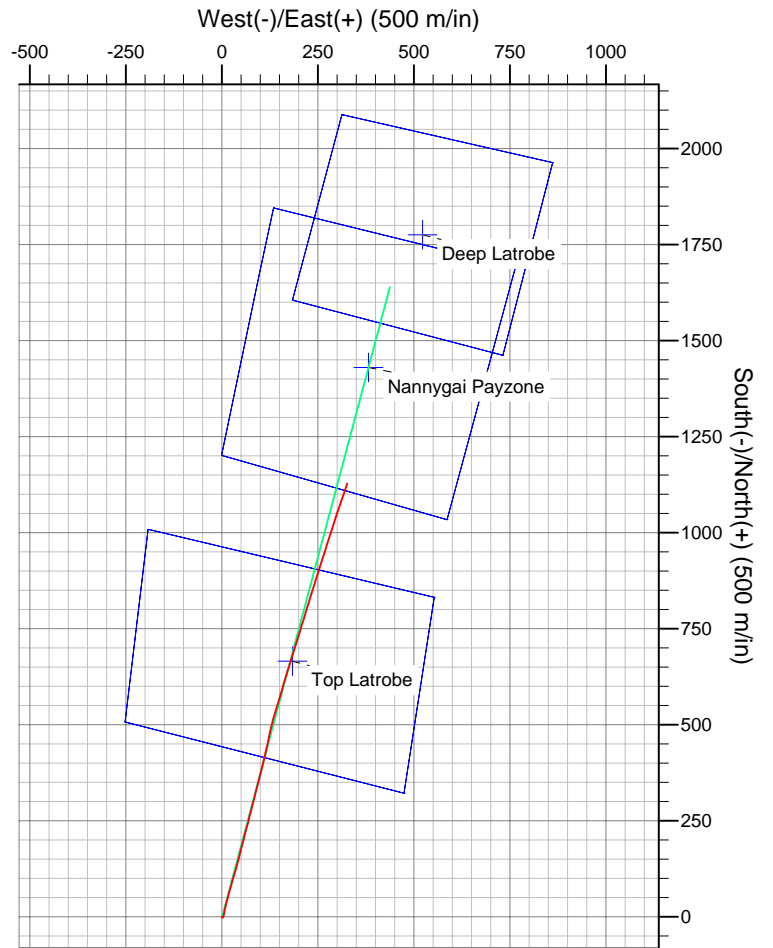 West(-)/East(+) (500 m/in)
-500 -250 0 250 500 750 1000
2000
1750
Deep Latrobe
1500
Nannygai Payzone
1250
South(-)/North(+) (500 m/in)
1000
750
Top Latrobe
500
250
0